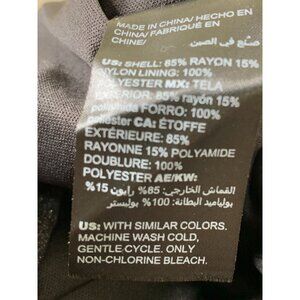 MADE IN CHINA/ HECHO EN
CHINA/ FABRIQUÉ EN
CHINE/ صنع في الصين
US: SHELL: 85% RAYON 15%
NYLON LINING: 100%
POLYESTER MX: TELA
EXTERIOR: 85% rayón 15%
poliamida FORRO: 100%
poliéster CA: ÉTOFFE
EXTÉRIEURE: 85%
RAYONNE 15% POLYAMIDE
DOUBLURE: 100%
POLYESTER AE/KW:
القماش الخارجي: 85% رايون 15%
بولياميد البطانة: 100% بوليستر
US: WITH SIMILAR COLORS.
MACHINE WASH COLD,
GENTLE CYCLE. ONLY
NON-CHLORINE BLEACH.